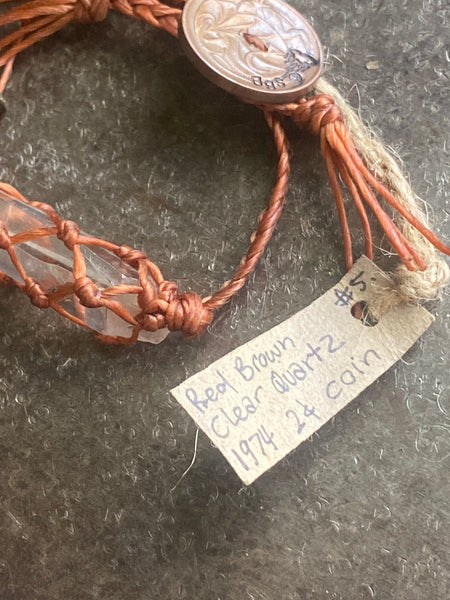 #5
Red Brown
Clear Quartz
1974 2¢ coin